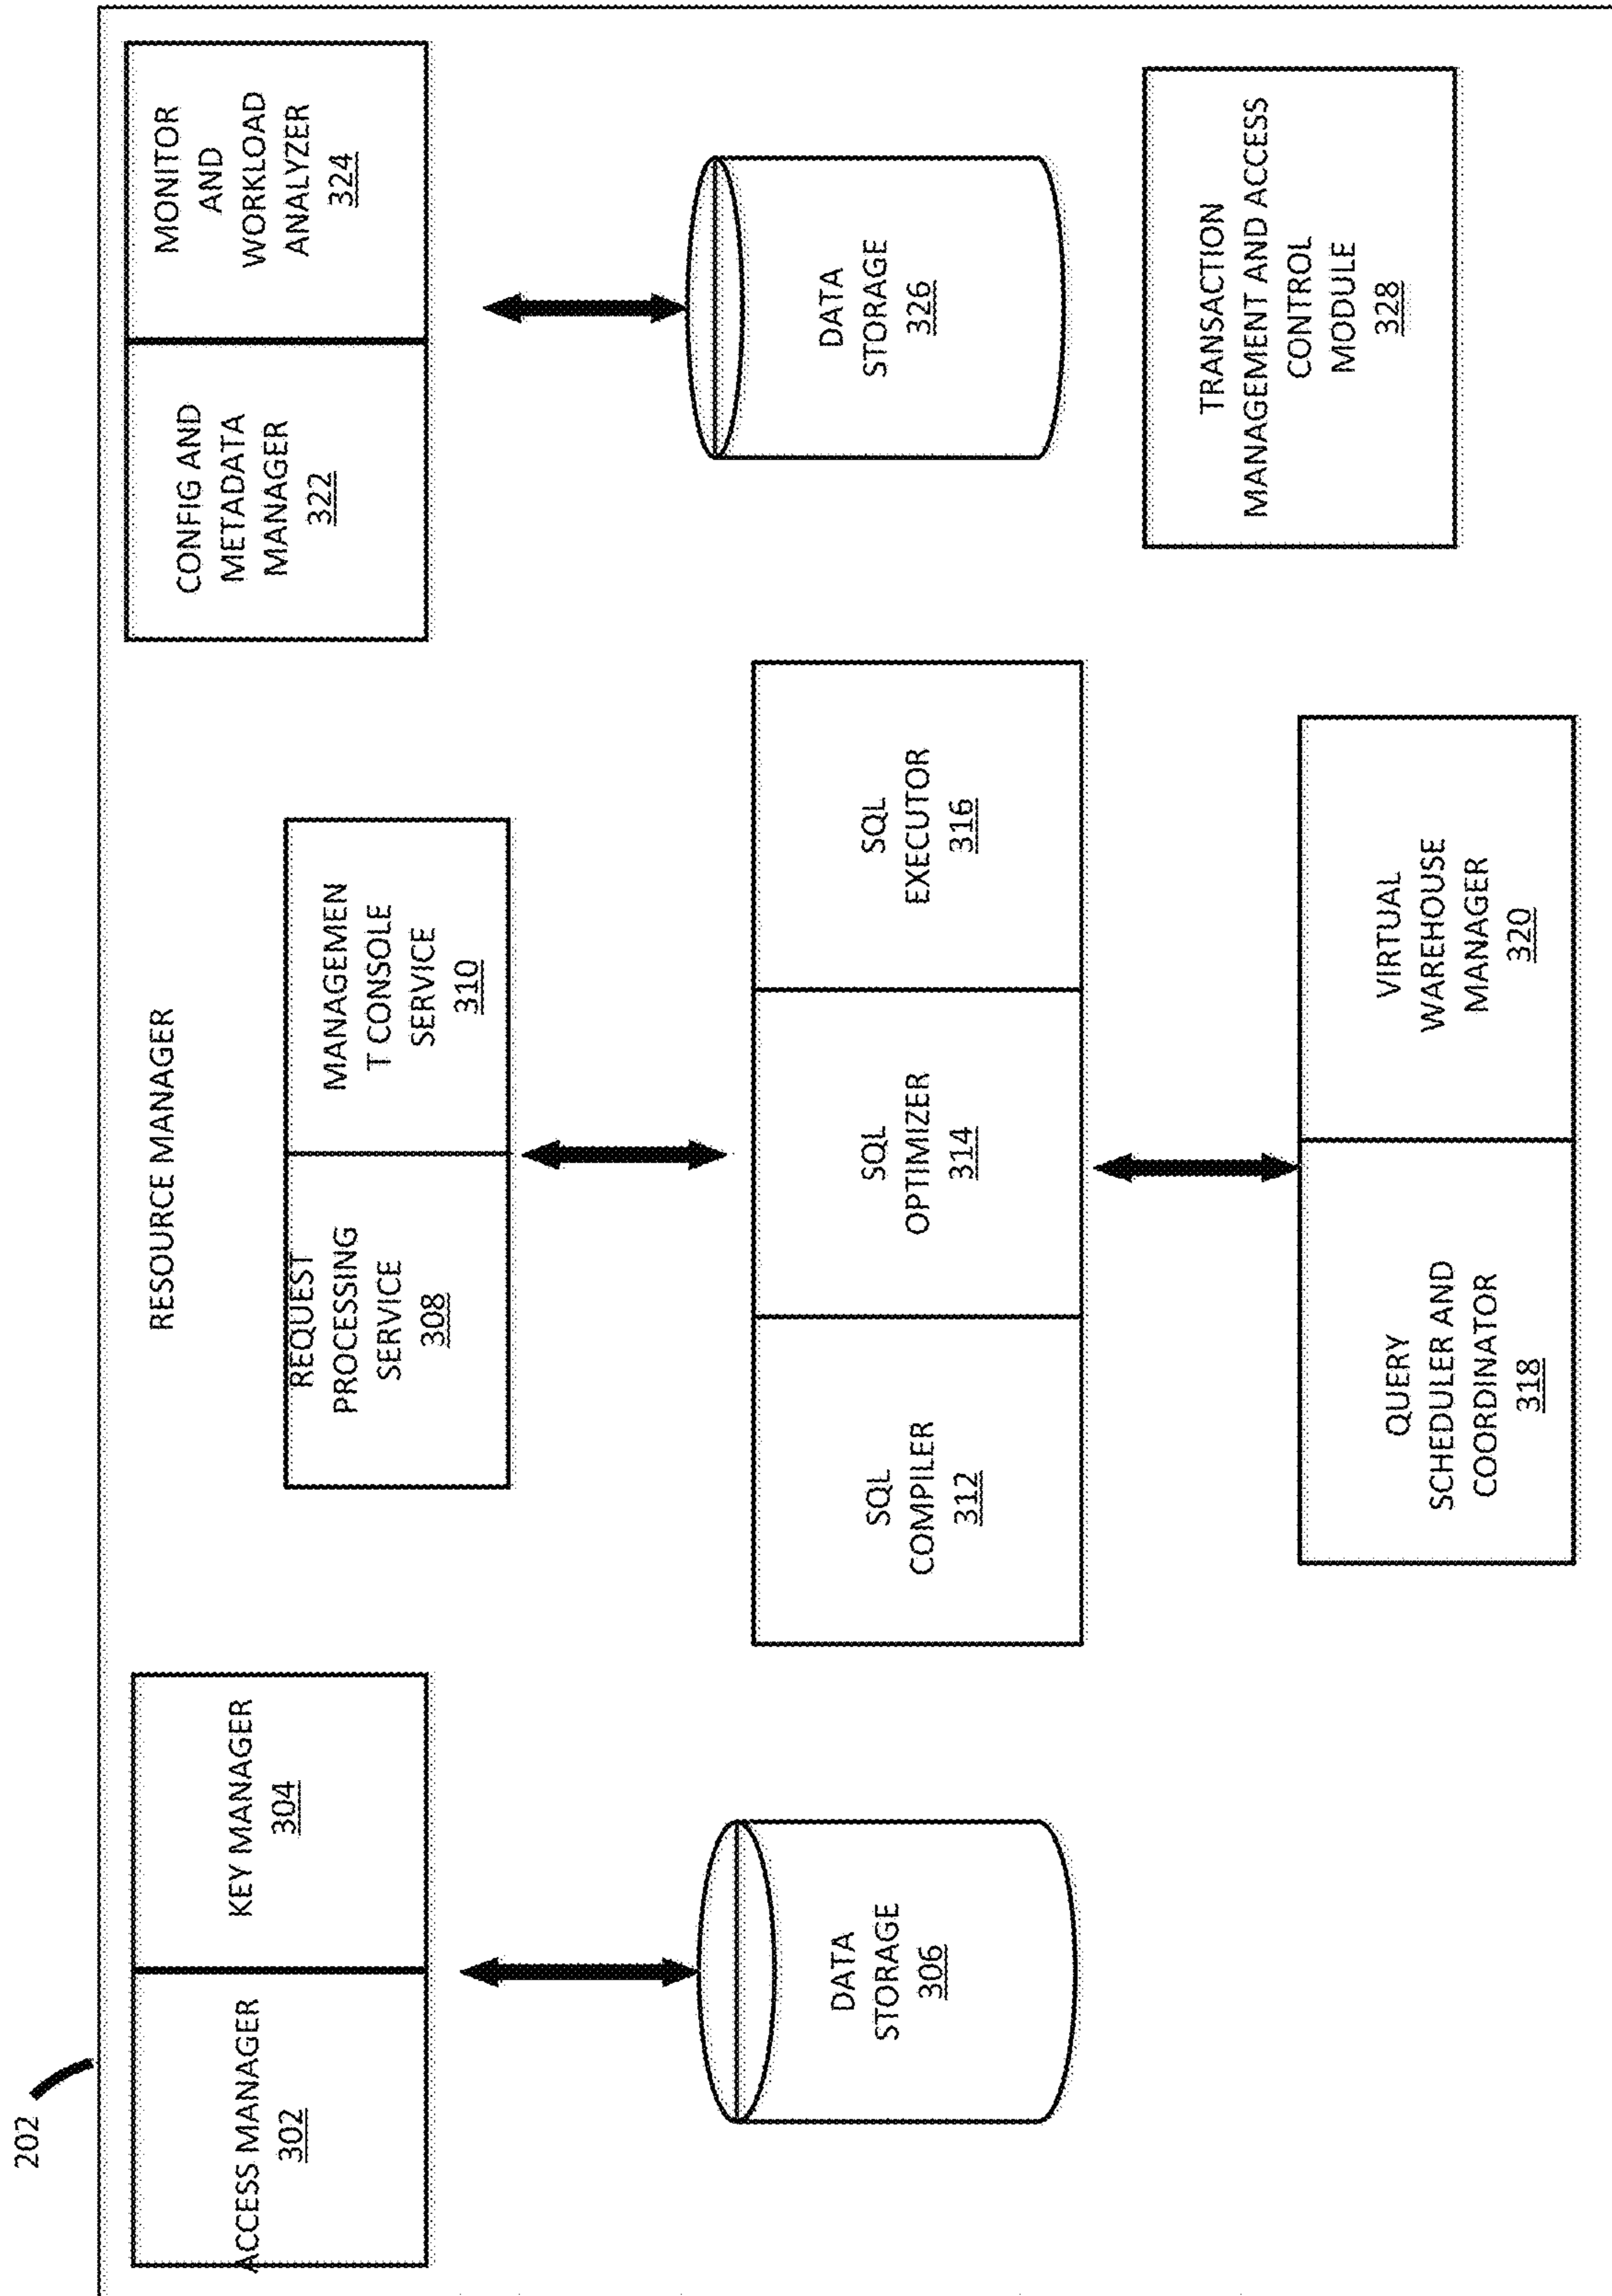 202
RESOURCE MANAGER
ACCESS MANAGER
302
KEY MANAGER
304
DATA
STORAGE
306
REQUEST
PROCESSING
SERVICE
308
MANAGEMEN
T CONSOLE
SERVICE
310
SQL
COMPILER
312
SQL
OPTIMIZER
314
SQL
EXECUTOR
316
QUERY
SCHEDULER AND
COORDINATOR
318
VIRTUAL
WAREHOUSE
MANAGER
320
CONFIG AND
METADATA
MANAGER
322
MONITOR
AND
WORKLOAD
ANALYZER
324
DATA
STORAGE
326
TRANSACTION
MANAGEMENT AND ACCESS
CONTROL
MODULE
328